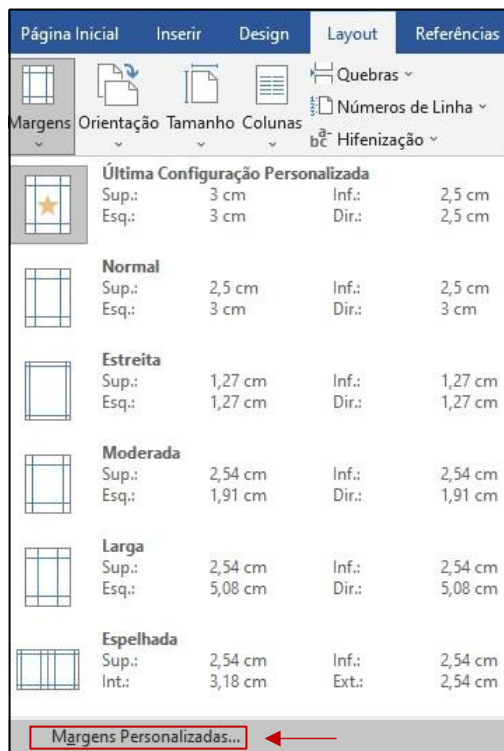 Página Inicial Inserir Design Layout Referências
Margens Orientação Tamanho Colunas
Quebras
Números de Linha
Hifenização
Última Configuração Personalizada
Sup.: 3 cm Inf.: 2,5 cm
Esq.: 3 cm Dir.: 2,5 cm
Normal
Sup.: 2,5 cm Inf.: 2,5 cm
Esq.: 3 cm Dir.: 3 cm
Estreita
Sup.: 1,27 cm Inf.: 1,27 cm
Esq.: 1,27 cm Dir.: 1,27 cm
Moderada
Sup.: 2,54 cm Inf.: 2,54 cm
Esq.: 1,91 cm Dir.: 1,91 cm
Larga
Sup.: 2,54 cm Inf.: 2,54 cm
Esq.: 5,08 cm Dir.: 5,08 cm
Espelhada
Sup.: 2,54 cm Inf.: 2,54 cm
Int.: 3,18 cm Ext.: 2,54 cm
Margens Personalizadas...